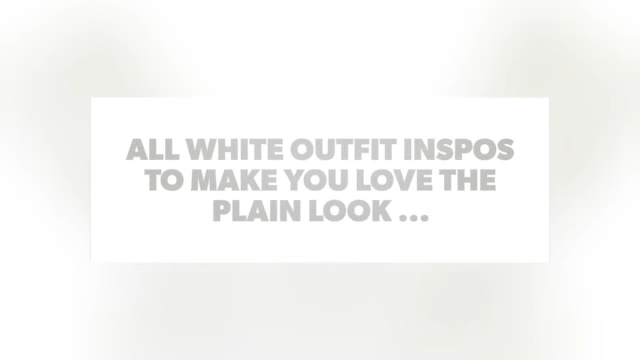 ALL WHITE OUTFIT INSPOS
TO MAKE YOU LOVE THE
PLAIN LOOK ...